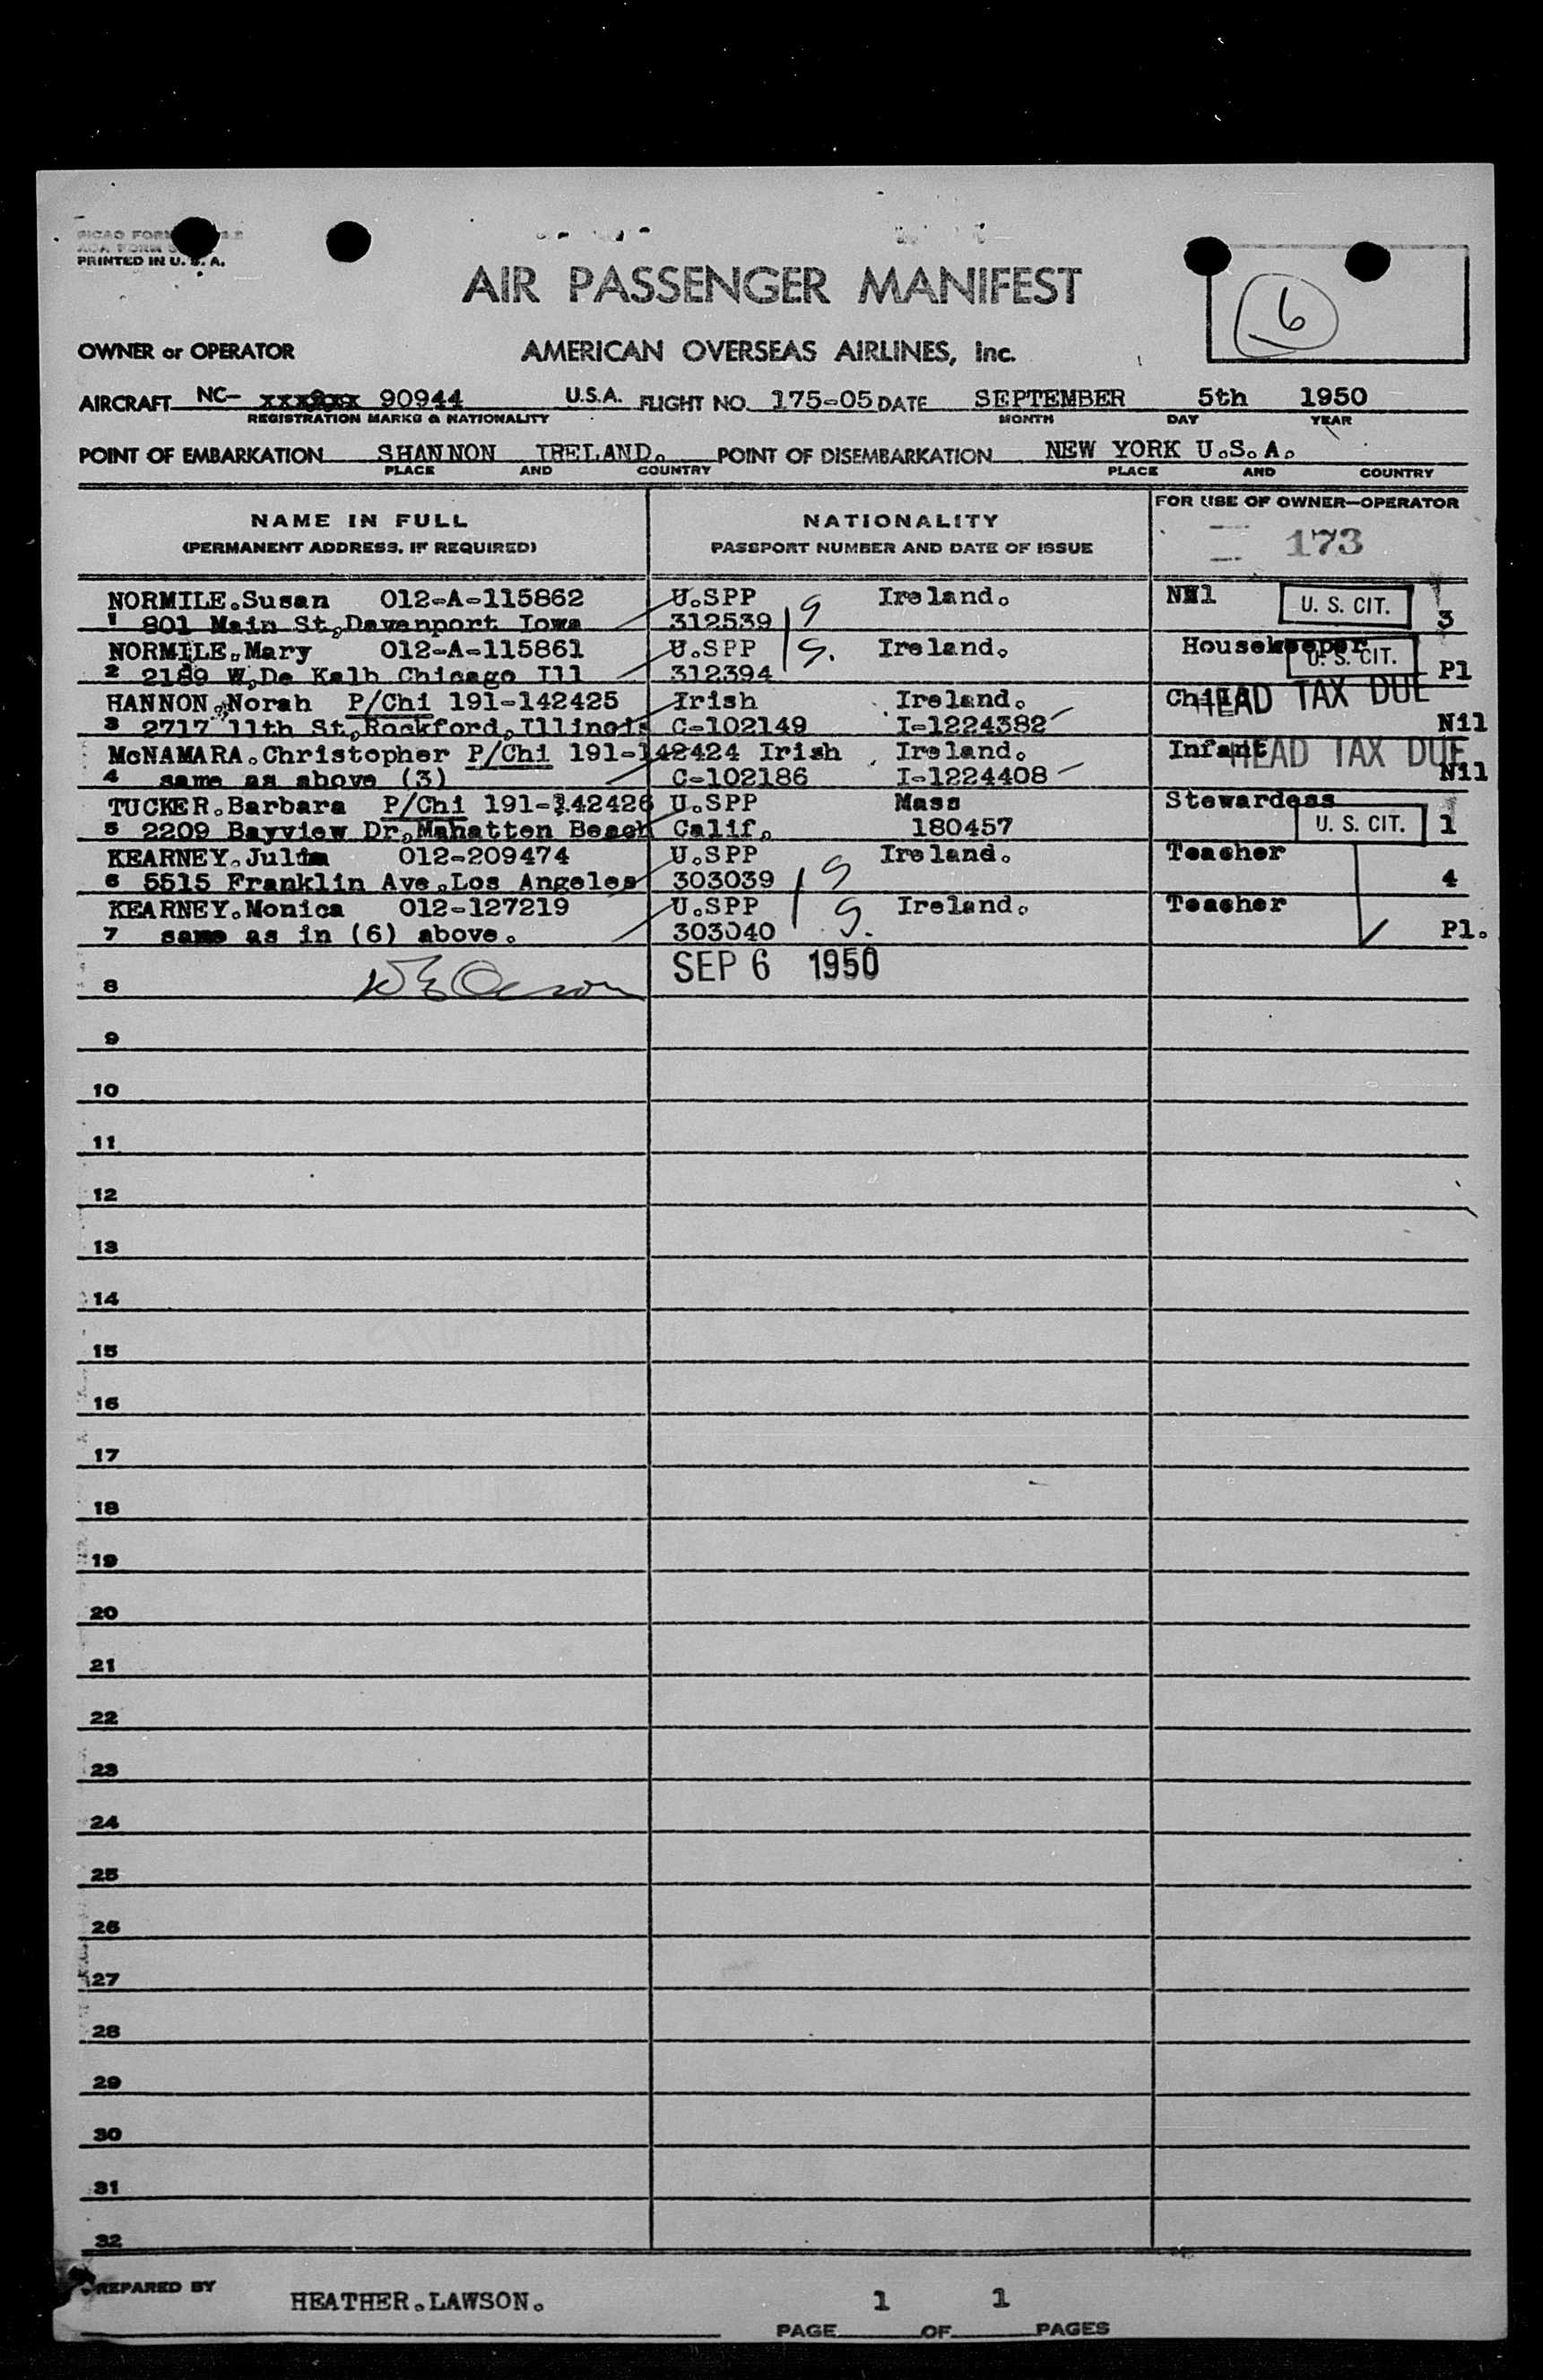 PRINTED IN U. S. A.
6
AIR PASSENGER MANIFEST
OWNER or OPERATOR AMERICAN OVERSEAS AIRLINES, Inc.
AIRCRAFT NC- 90944 U.S.A. FLIGHT NO. 175-05 DATE SEPTEMBER 5th 1950
REGISTRATION MARKS & NATIONALITY MONTH DAY YEAR
POINT OF EMBARKATION SHANNON IRELAND. POINT OF DISEMBARKATION NEW YORK U.S.A.
PLACE AND COUNTRY PLACE AND COUNTRY
NAME IN FULL NATIONALITY FOR USE OF OWNER—OPERATOR
(PERMANENT ADDRESS, IF REQUIRED) PASSPORT NUMBER AND DATE OF ISSUE 173
NORMILE.Susan 012-A-115862 U.SPP Ireland. Nil U. S. CIT.
1 801 Main St,Davenport Iowa 312539 G 3
NORMILE.Mary 012-A-115861 U.SPP Ireland. Housekeeper U. S. CIT.
2 2189 W,De Kalb Chicago Ill 312394 G. Pl
HANNON.Norah P/Chi 191-142425 Irish Ireland. Child HEAD TAX DUE
3 2717 11th St,Rockford,Illinois C-102149 I-1224382 Nil
McNAMARA.Christopher P/Chi 191-142424 Irish Ireland. Infant HEAD TAX DUE
4 same as above (3) C-102186 I-1224408 Nil
TUCKER.Barbara P/Chi 191-142426 U.SPP Mass Stewardess
5 2209 Bayview Dr,Mahatten Beach Calif. 180457 U. S. CIT. 1
KEARNEY.Julia 012-209474 U.SPP Ireland. Teacher
6 5515 Franklin Ave.Los Angeles 303039 G 4
KEARNEY.Monica 012-127219 U.SPP Ireland. Teacher
7 same as in (6) above. 303040 G. Pl.
8 SEP 6 1950
9
10
11
12
13
14
15
16
17
18
19
20
21
22
23
24
25
26
27
28
29
30
31
32
PREPARED BY HEATHER.LAWSON. 1 1
PAGE OF PAGES